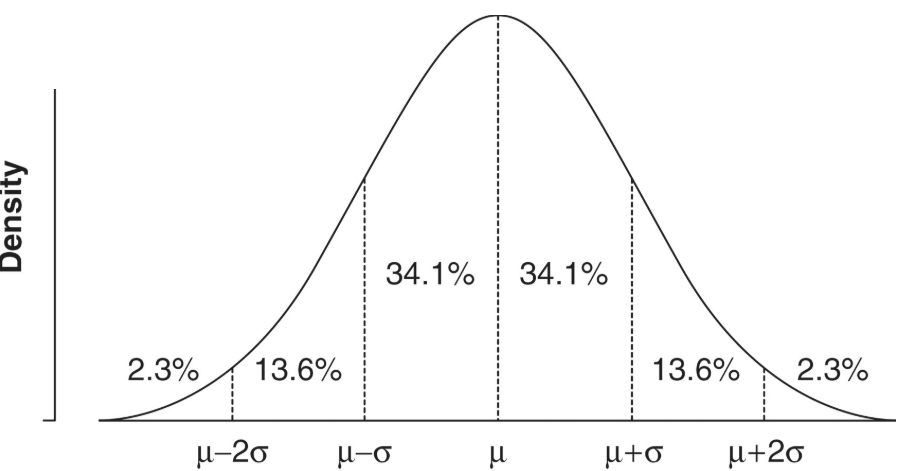 Density
34.1% 34.1%
2.3% 13.6% 13.6% 2.3%
μ−2σ μ−σ μ μ+σ μ+2σ